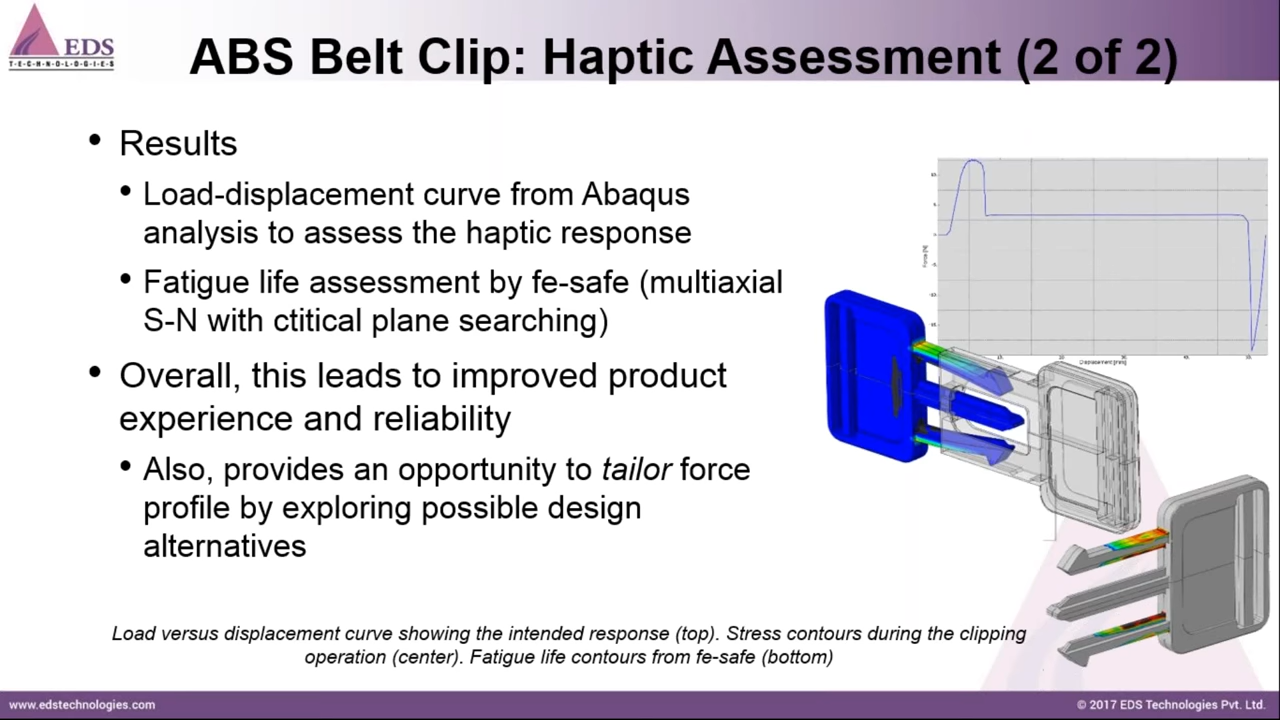 EDS
TECHNOLOGIES
ABS Belt Clip: Haptic Assessment (2 of 2)
• Results
• Load-displacement curve from Abaqus
analysis to assess the haptic response
• Fatigue life assessment by fe-safe (multiaxial
S-N with ctitical plane searching)
• Overall, this leads to improved product
experience and reliability
• Also, provides an opportunity to tailor force
profile by exploring possible design
alternatives
Force [N]
Displacement [mm]
Load versus displacement curve showing the intended response (top). Stress contours during the clipping
operation (center). Fatigue life contours from fe-safe (bottom)
www.edstechnologies.com
© 2017 EDS Technologies Pvt. Ltd.